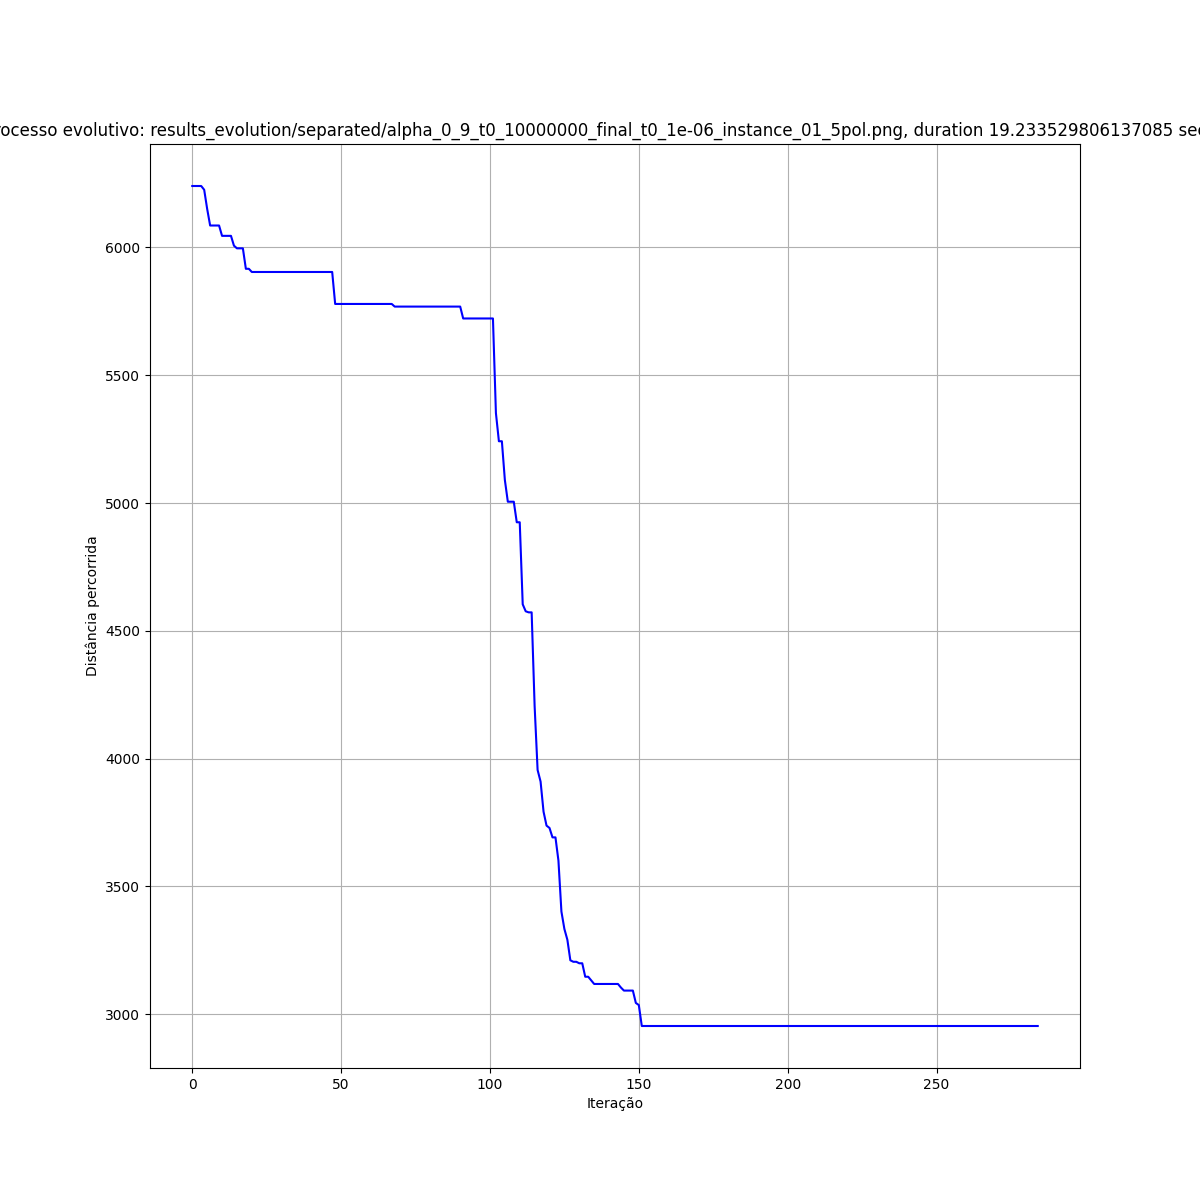 ocesso evolutivo: results_evolution/separated/alpha_0_9_t0_10000000_final_t0_1e-06_instance_01_5pol.png, duration 19.233529806137085 sec
6000
5500
5000
4500
4000
3500
3000
Distância percorrida
0 50 100 150 200 250
Iteração